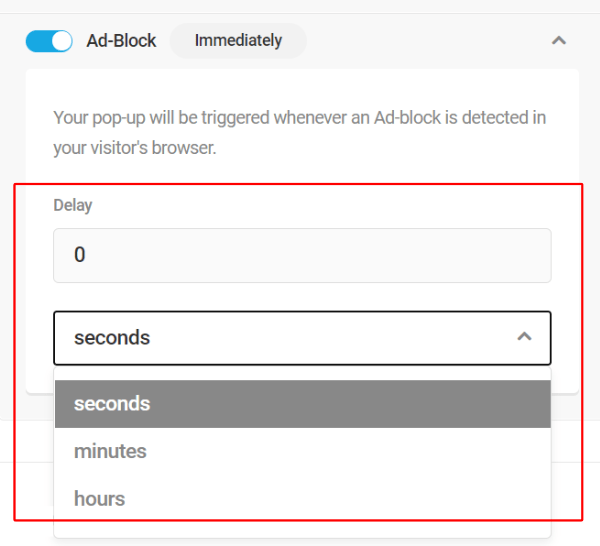 Ad-Block Immediately
Your pop-up will be triggered whenever an Ad-block is detected in
your visitor's browser.
Delay
0
seconds
seconds
minutes
hours